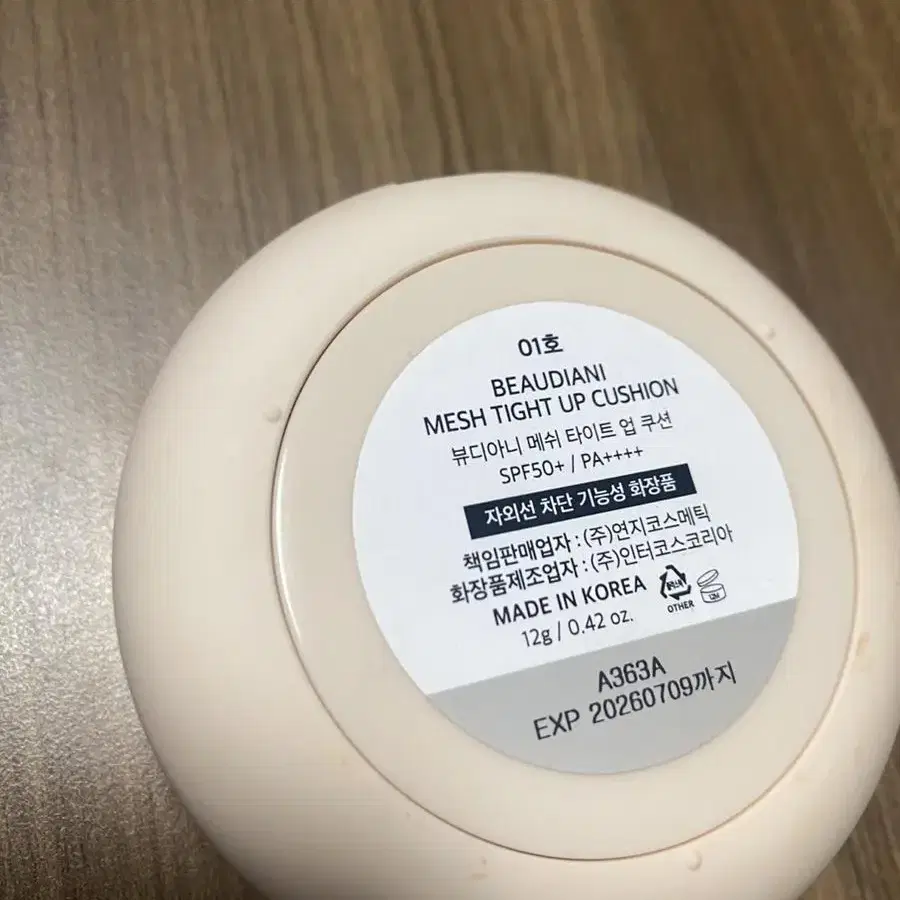 01호
BEAUDIANI
MESH TIGHT UP CUSHION
뷰디아니 메쉬 타이트 업 쿠션
SPF50+ / PA++++
자외선 차단 기능성 화장품
책임판매업자 : (주)연지코스메틱
화장품제조업자 : (주)인터코스코리아
MADE IN KOREA
OTHER
12M
12g / 0.42 oz.
A363A
EXP 20260709까지